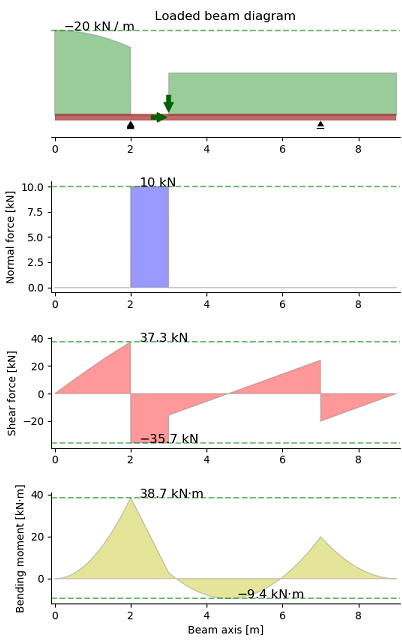 Loaded beam diagram
−20 kN / m
0 2 4 6 8
Normal force [kN]
10.0
7.5
5.0
2.5
0.0
10 kN
0 2 4 6 8
Shear force [kN]
40
20
0
−20
37.3 kN
−35.7 kN
0 2 4 6 8
Bending moment [kN·m]
40
20
0
38.7 kN·m
−9.4 kN·m
0 2 4 6 8
Beam axis [m]